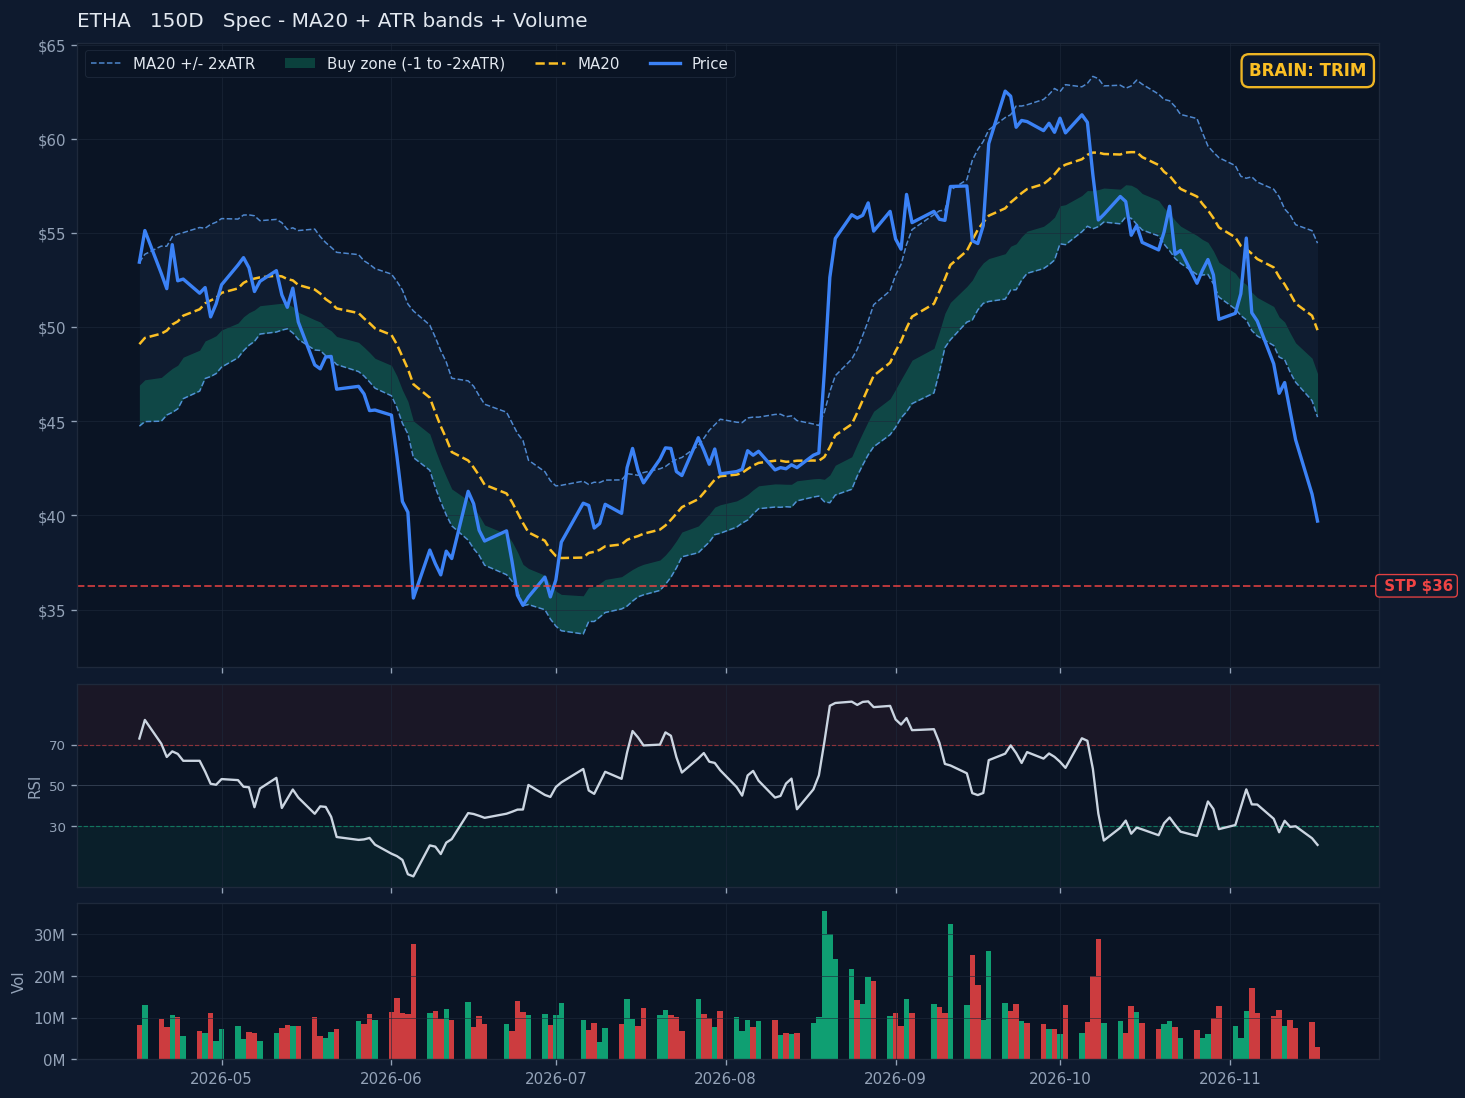 ETHA   150D   Spec - MA20 + ATR bands + Volume
MA20 +/- 2xATR
Buy zone (-1 to -2xATR)
MA20
Price
BRAIN: TRIM
$65
$60
$55
$50
$45
$40
$35
STP $36
RSI
70
50
30
Vol
30M
20M
10M
0M
2026-05
2026-06
2026-07
2026-08
2026-09
2026-10
2026-11